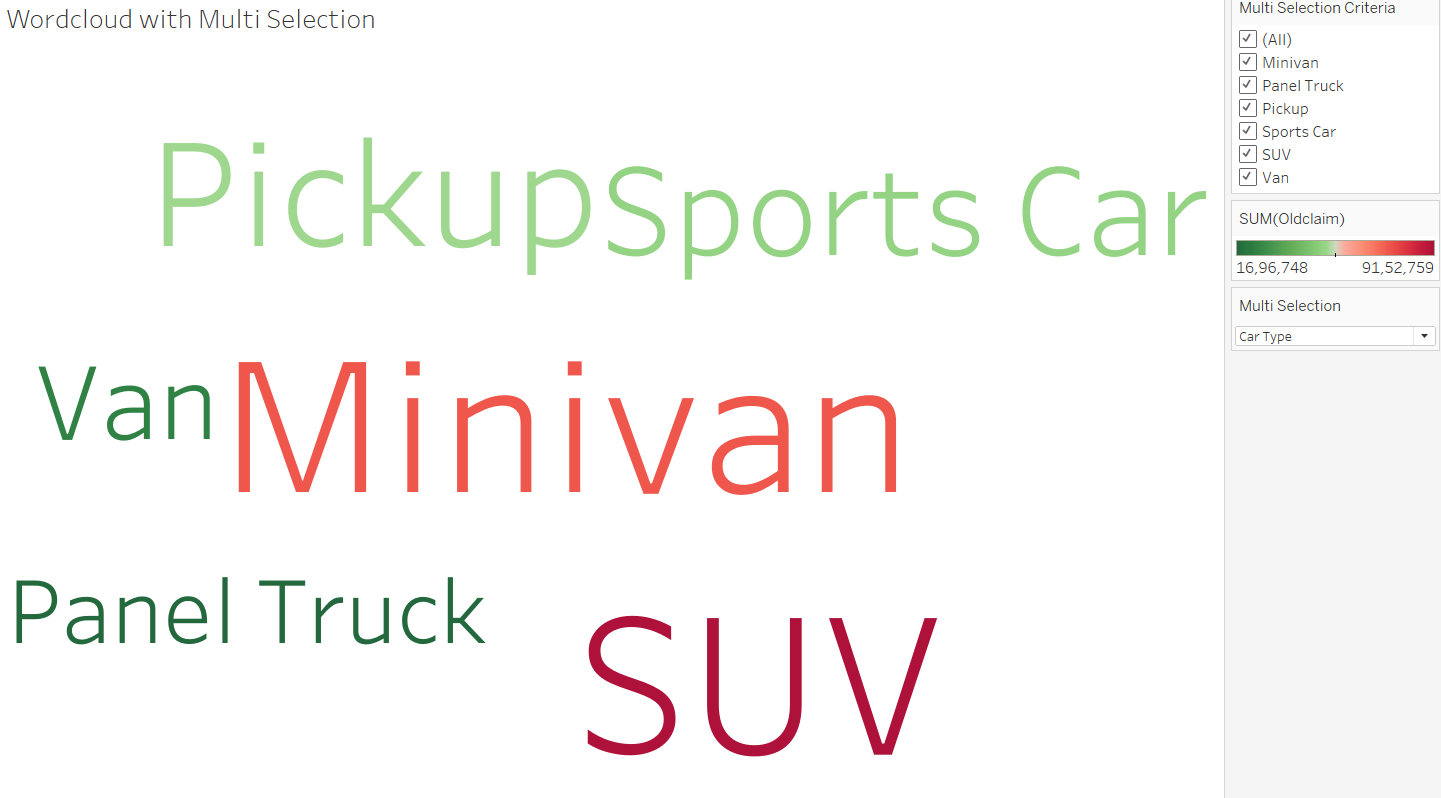 Wordcloud with Multi Selection
Pickup
Sports Car
Van
Minivan
Panel Truck
SUV
Multi Selection Criteria
(All)
Minivan
Panel Truck
Pickup
Sports Car
SUV
Van
SUM(Oldclaim)
16,96,748 91,52,759
Multi Selection
Car Type